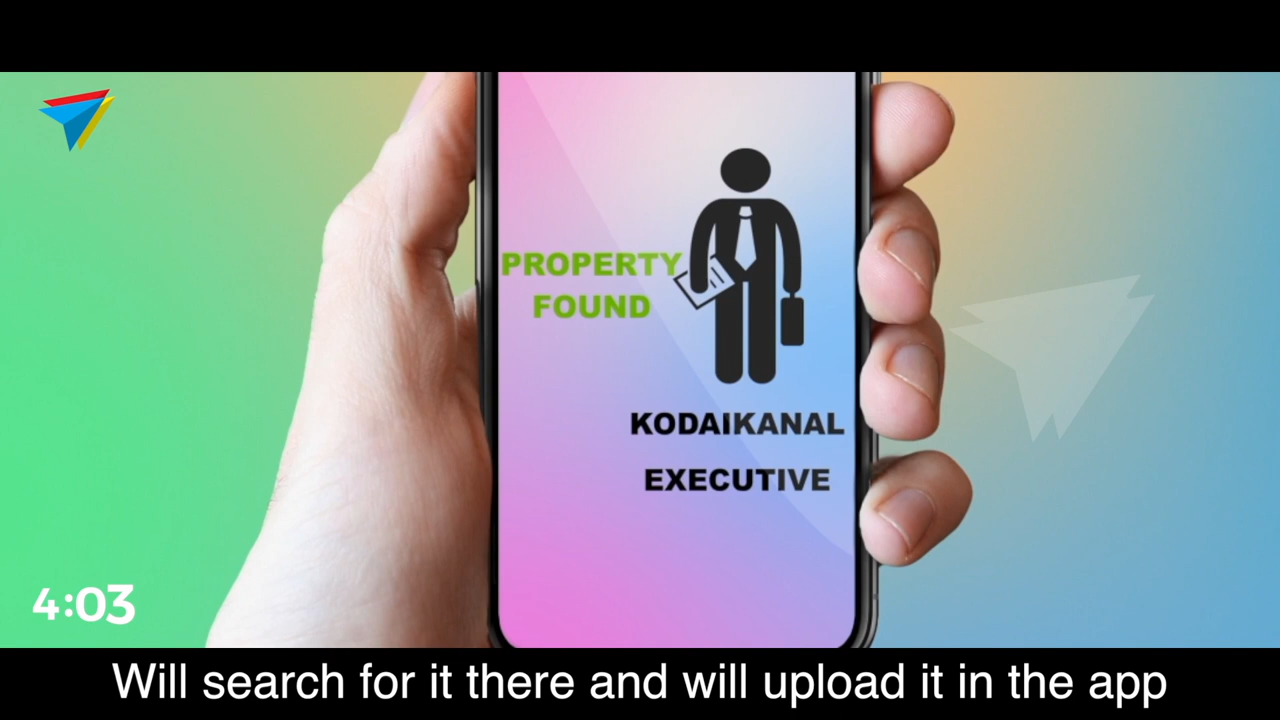 PROPERTY
FOUND
KODAIKANAL
EXECUTIVE
4:03
Will search for it there and will upload it in the app